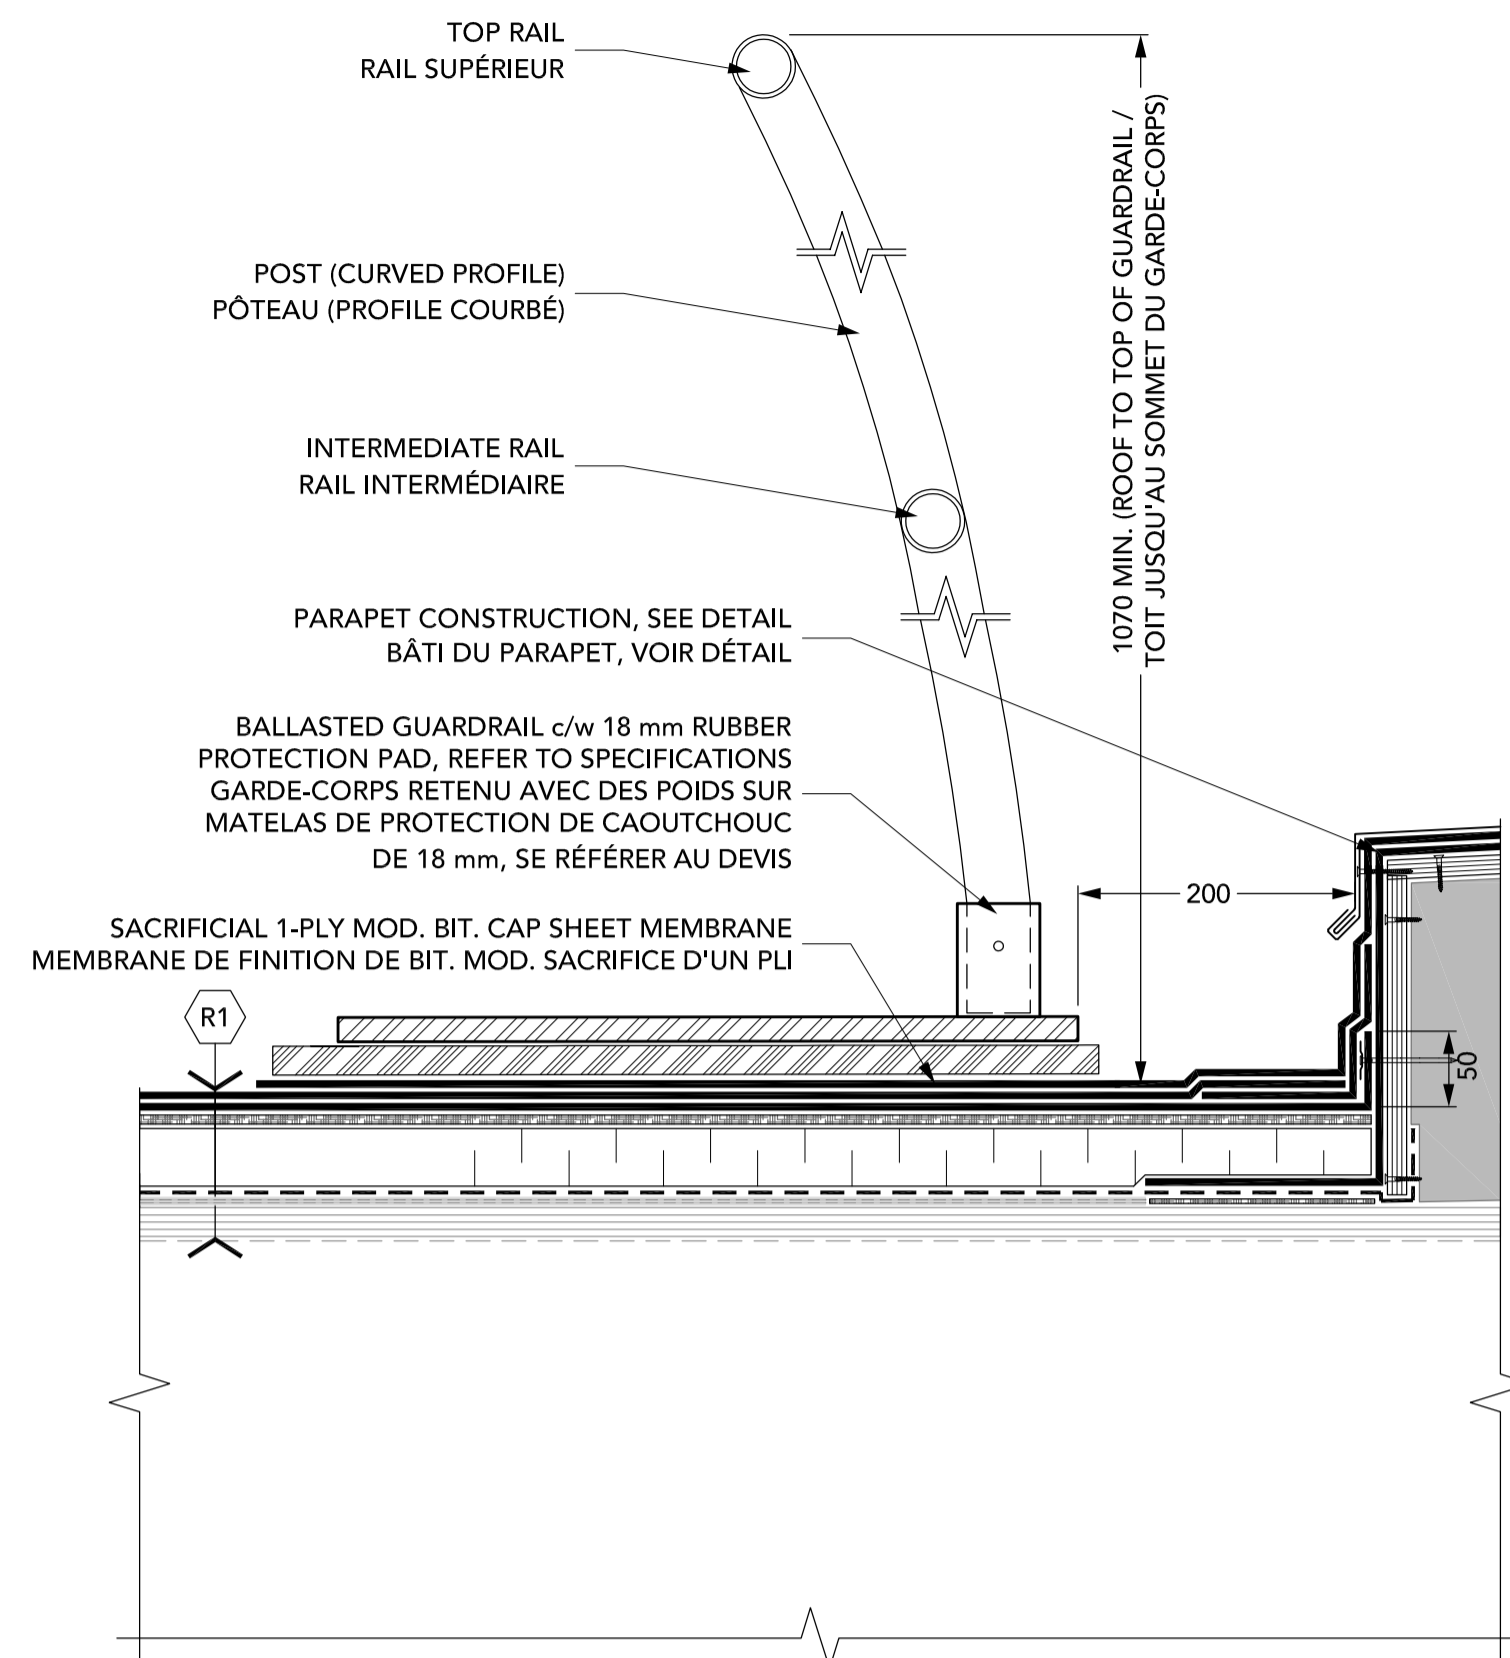 TOP RAIL
RAIL SUPÉRIEUR
POST (CURVED PROFILE)
PÔTEAU (PROFILE COURBÉ)
INTERMEDIATE RAIL
RAIL INTERMÉDIAIRE
1070 MIN. (ROOF TO TOP OF GUARDRAIL /
TOIT JUSQU'AU SOMMET DU GARDE-CORPS)
PARAPET CONSTRUCTION, SEE DETAIL
BÂTI DU PARAPET, VOIR DÉTAIL
BALLASTED GUARDRAIL c/w 18 mm RUBBER
PROTECTION PAD, REFER TO SPECIFICATIONS
GARDE-CORPS RETENU AVEC DES POIDS SUR
MATELAS DE PROTECTION DE CAOUTCHOUC
DE 18 mm, SE RÉFÉRER AU DEVIS
200
SACRIFICIAL 1-PLY MOD. BIT. CAP SHEET MEMBRANE
MEMBRANE DE FINITION DE BIT. MOD. SACRIFICE D'UN PLI
R1
50